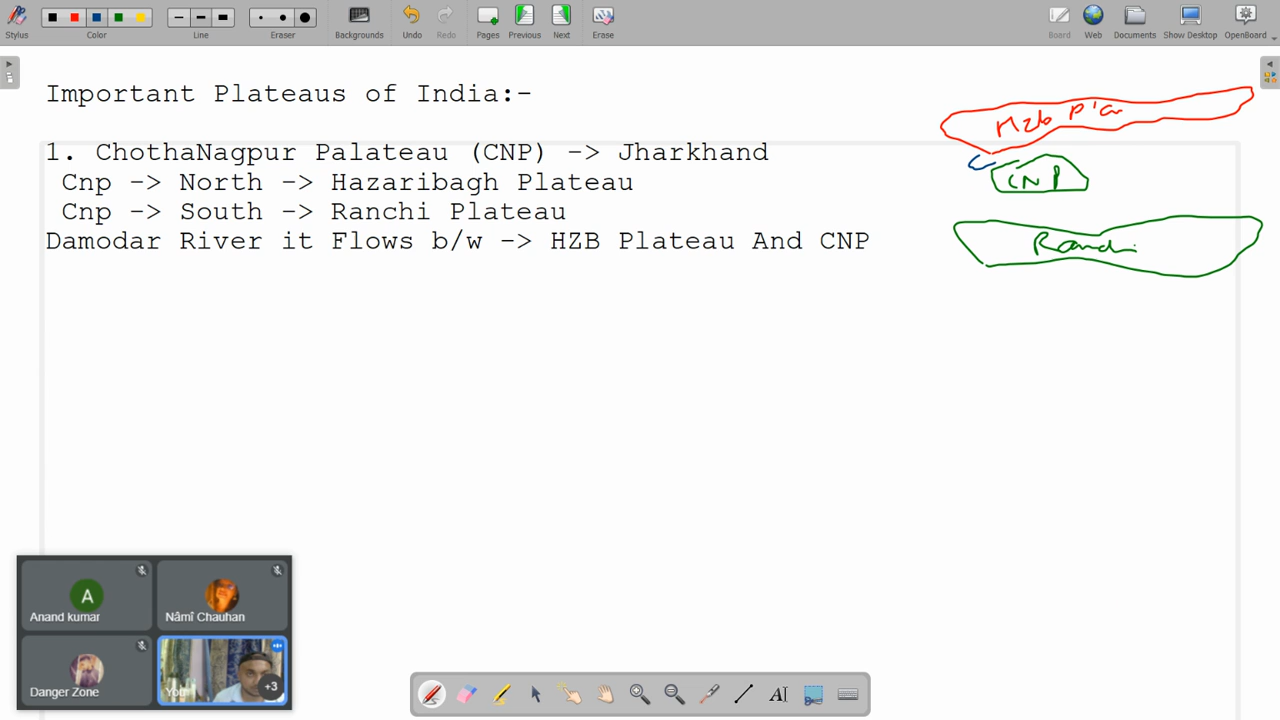 Stylus
Color
Line
Eraser
Backgrounds
Undo
Redo
Pages
Previous
Next
Erase
Board
Web
Documents
Show Desktop
OpenBoard
Important Plateaus of India:-
1. ChothaNagpur Palateau (CNP) -> Jharkhand
Cnp -> North -> Hazaribagh Plateau
Cnp -> South -> Ranchi Plateau
Damodar River it Flows b/w -> HZB Plateau And CNP
Hzb
CNP
Ranchi
A
Anand kumar
Nâmî Chauhan
Danger Zone
You
+3